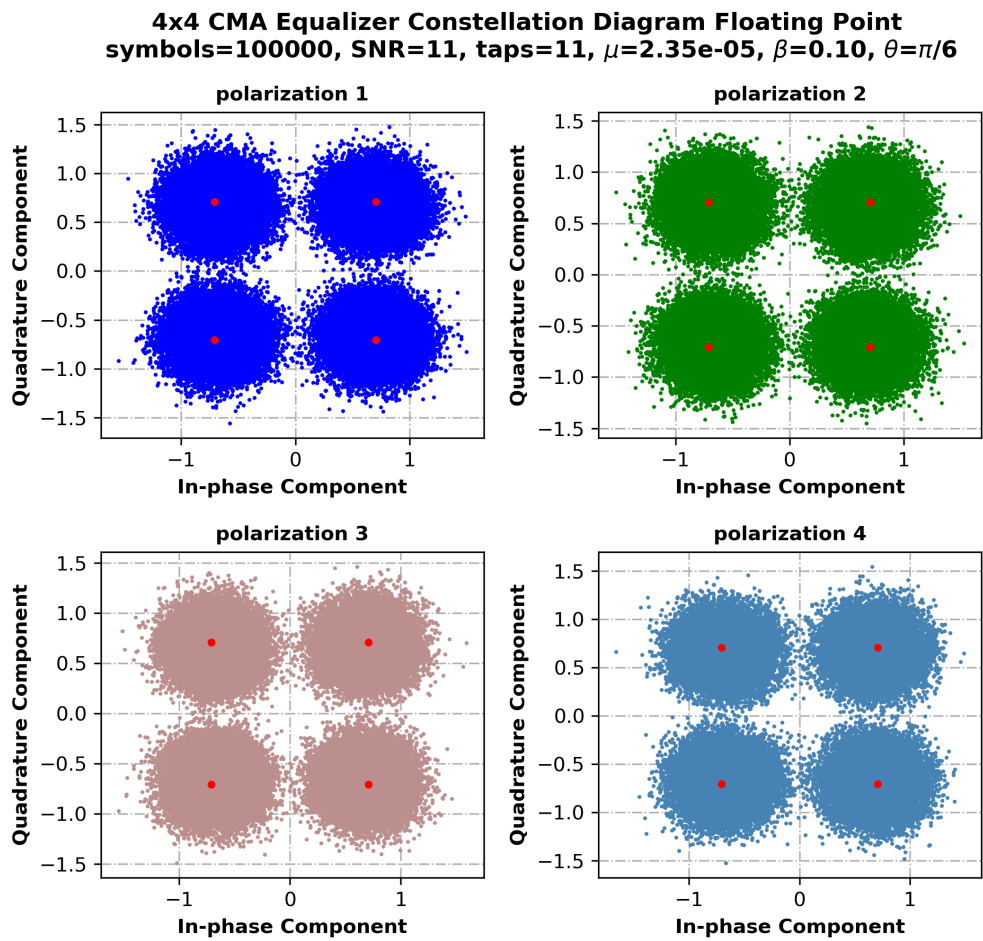 4x4 CMA Equalizer Constellation Diagram Floating Point
symbols=100000, SNR=11, taps=11, μ=2.35e-05, β=0.10, θ=π/6
polarization 1
1.5
1.0
0.5
0.0
−0.5
−1.0
−1.5
−1 0 1
Quadrature Component
In-phase Component
polarization 2
1.5
1.0
0.5
0.0
−0.5
−1.0
−1.5
−1 0 1
Quadrature Component
In-phase Component
polarization 3
1.5
1.0
0.5
0.0
−0.5
−1.0
−1.5
−1 0 1
Quadrature Component
In-phase Component
polarization 4
1.5
1.0
0.5
0.0
−0.5
−1.0
−1.5
−1 0 1
Quadrature Component
In-phase Component